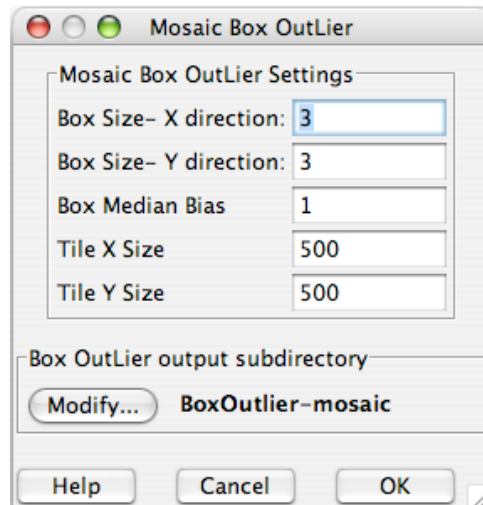 Mosaic Box OutLier
Mosaic Box OutLier Settings
Box Size- X direction: 3
Box Size- Y direction: 3
Box Median Bias 1
Tile X Size 500
Tile Y Size 500
Box OutLier output subdirectory
Modify... BoxOutlier-mosaic
Help Cancel OK